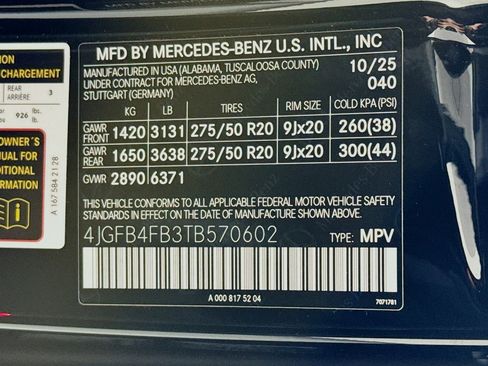 ION
CHARGEMENT
REAR
ARRIÈRE
3
926
lbs.
lb.
OWNER´S
NUAL FOR
DDITIONAL
ORMATION
A 167 584 21 28
MFD BY MERCEDES-BENZ U.S. INTL., INC
MANUFACTURED IN USA (ALABAMA, TUSCALOOSA COUNTY) 10/25
UNDER CONTRACT FOR MERCEDES-BENZ AG, 040
STUTTGART (GERMANY)
KG LB TIRES RIM SIZE COLD KPA (PSI)
GAWR FRONT 1420 3131 275/50 R20 9Jx20 260(38)
GAWR REAR 1650 3638 275/50 R20 9Jx20 300(44)
GVWR 2890 6371
THIS VEHICLE CONFORMS TO ALL APPLICABLE FEDERAL MOTOR VEHICLE SAFETY
STANDARDS IN EFFECT ON THE DATE OF MANUFACTURE SHOWN ABOVE.
4JGFB4FB3TB570602 TYPE: MPV
A 000 817 52 04
7071781